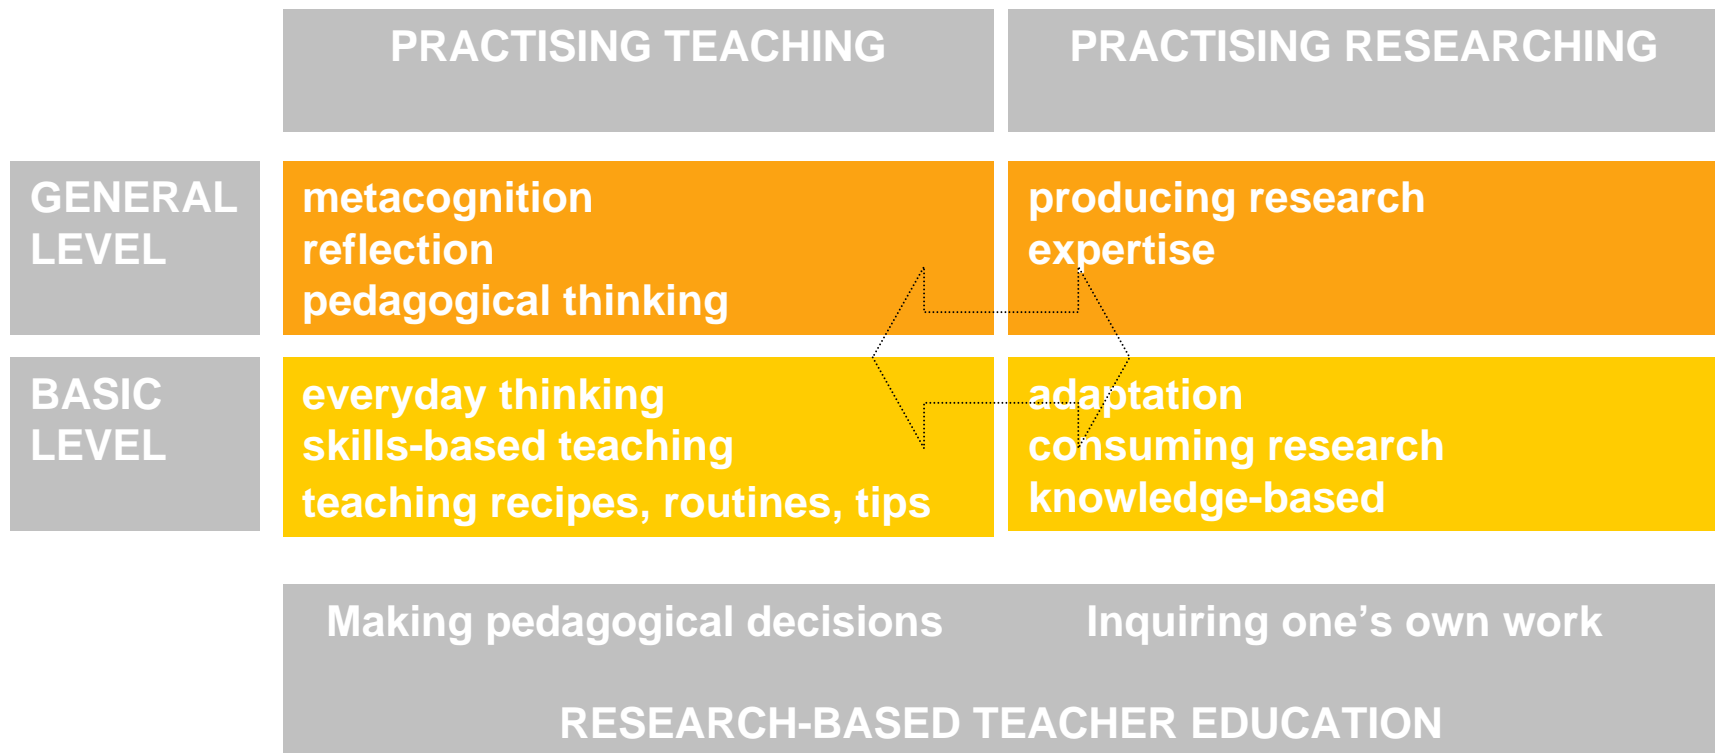 PRACTISING TEACHING
PRACTISING RESEARCHING
GENERAL
LEVEL
metacognition
reflection
pedagogical thinking
producing research
expertise
BASIC
LEVEL
everyday thinking
skills-based teaching
teaching recipes, routines, tips
adaptation
consuming research
knowledge-based
Making pedagogical decisions
Inquiring one’s own work
RESEARCH-BASED TEACHER EDUCATION